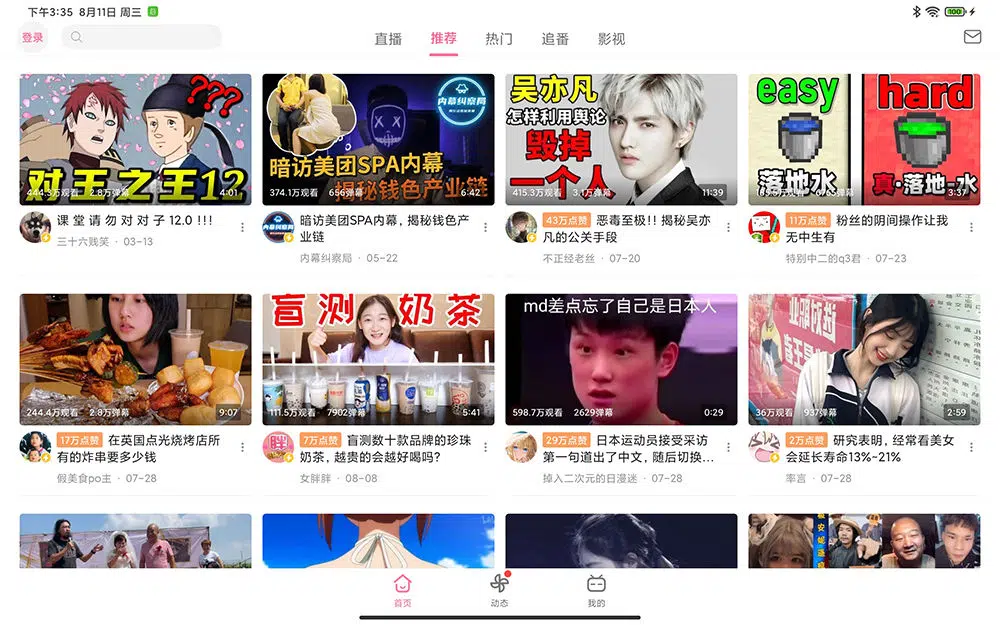 下午3:35 8月11日 周三
100
登录
直播
推荐
热门
追番
影视
???
对王之王12
444.3万观看 2.8万弹幕 4:01
课 堂 请 勿 对 对 子 12.0 ! ! !
三十六贱笑 · 03-13
内幕纠察局
暗访美团SPA内幕
揭秘钱色产业链
374.1万观看 656弹幕 6:42
内幕纠察局
暗访美团SPA内幕，揭秘钱色产
业链
内幕纠察局 · 05-22
吴亦凡
怎样利用舆论
毁掉
一个人
415.3万观看 3.1万弹幕 11:39
43万点赞 恶毒至极!! 揭秘吴亦
凡的公关手段
不正经老丝 · 07-20
easy
hard
落地水
真·落地水
3:37
11万点赞 粉丝的阴间操作让我
无中生有
特别中二的q3君 · 07-23
244.4万观看 2.8万弹幕 9:07
17万点赞 在英国点光烧烤店所
有的炸串要多少钱
假美食po主 · 07-28
盲测奶茶
111.5万观看 7902弹幕 5:41
胖
7万点赞 盲测数十款品牌的珍珠
奶茶，越贵的会越好喝吗?
女胖胖 · 08-08
md差点忘了自己是日本人
598.7万观看 2629弹幕 0:29
29万点赞 日本运动员接受采访
第一句道出了中文，随后切换...
掉入二次元的日漫迷 · 07-28
36万观看 937弹幕 2:59
2万点赞 研究表明，经常看美女
会延长寿命13%~21%
率言 · 07-28
首页
动态
我的